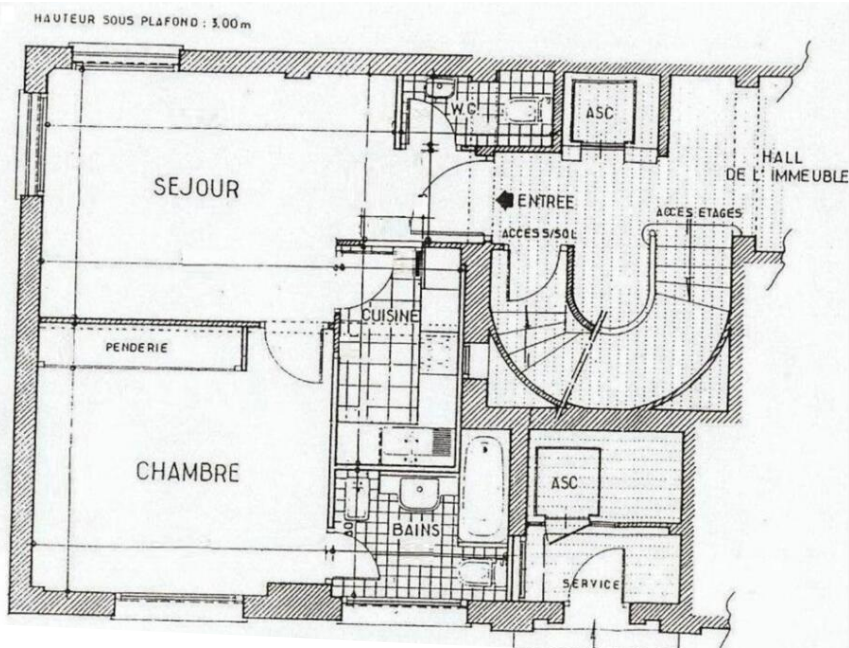 HAUTEUR SOUS PLAFOND : 3.00m
W.C
ASC
HALL
DE L' IMMEUBLE
SEJOUR
ENTREE
ACCES S/SOL
ACCES ETAGES
CUISINE
PENDERIE
CHAMBRE
ASC
BAINS
SERVICE